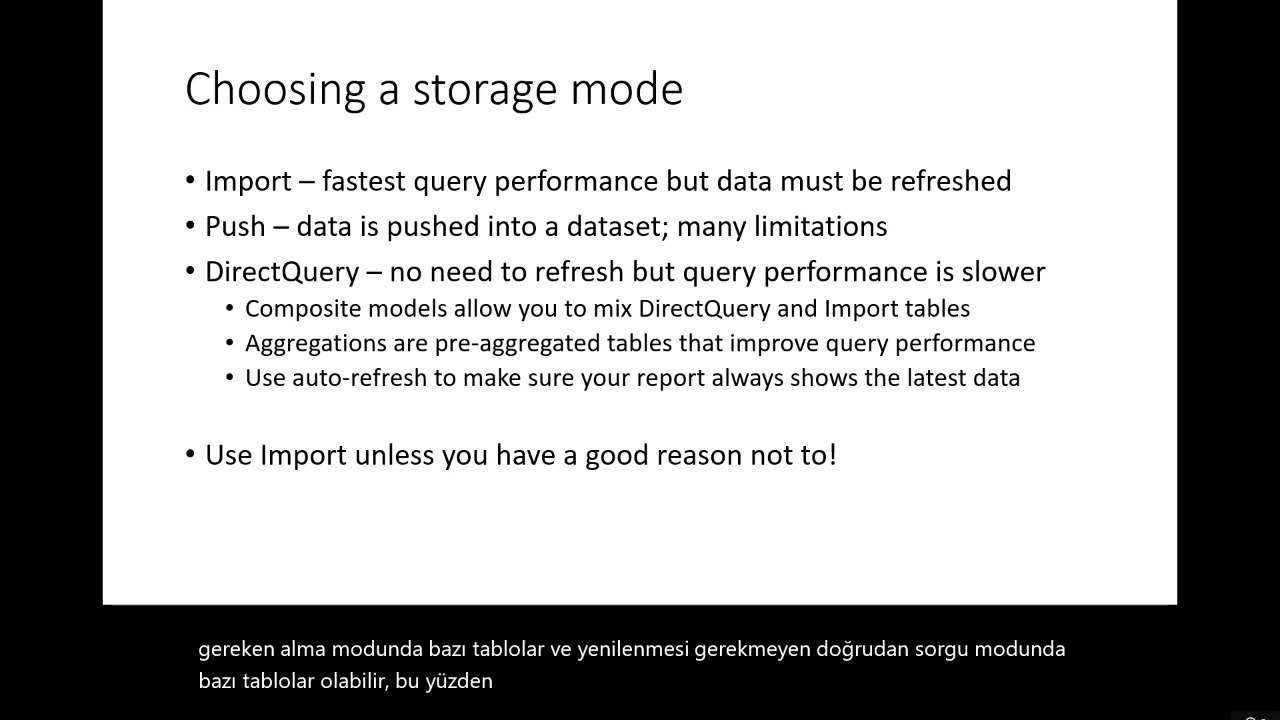 Choosing a storage mode
• Import – fastest query performance but data must be refreshed
• Push – data is pushed into a dataset; many limitations
• DirectQuery – no need to refresh but query performance is slower
• Composite models allow you to mix DirectQuery and Import tables
• Aggregations are pre-aggregated tables that improve query performance
• Use auto-refresh to make sure your report always shows the latest data
• Use Import unless you have a good reason not to!
gereken alma modunda bazı tablolar ve yenilenmesi gerekmeyen doğrudan sorgu modunda
bazı tablolar olabilir, bu yüzden